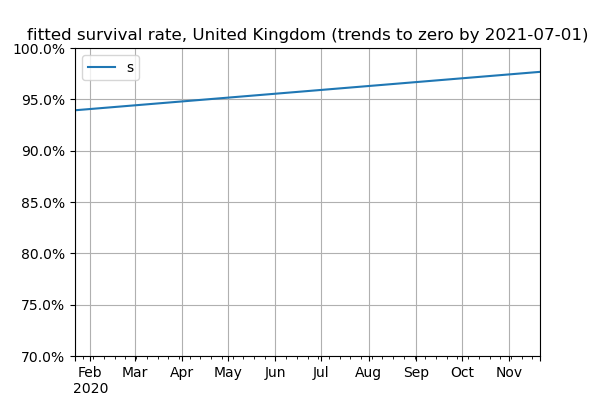 fitted survival rate, United Kingdom (trends to zero by 2021-07-01)
100.0%
s
95.0%
90.0%
85.0%
80.0%
75.0%
70.0%
Feb Mar Apr May Jun Jul Aug Sep Oct Nov
2020